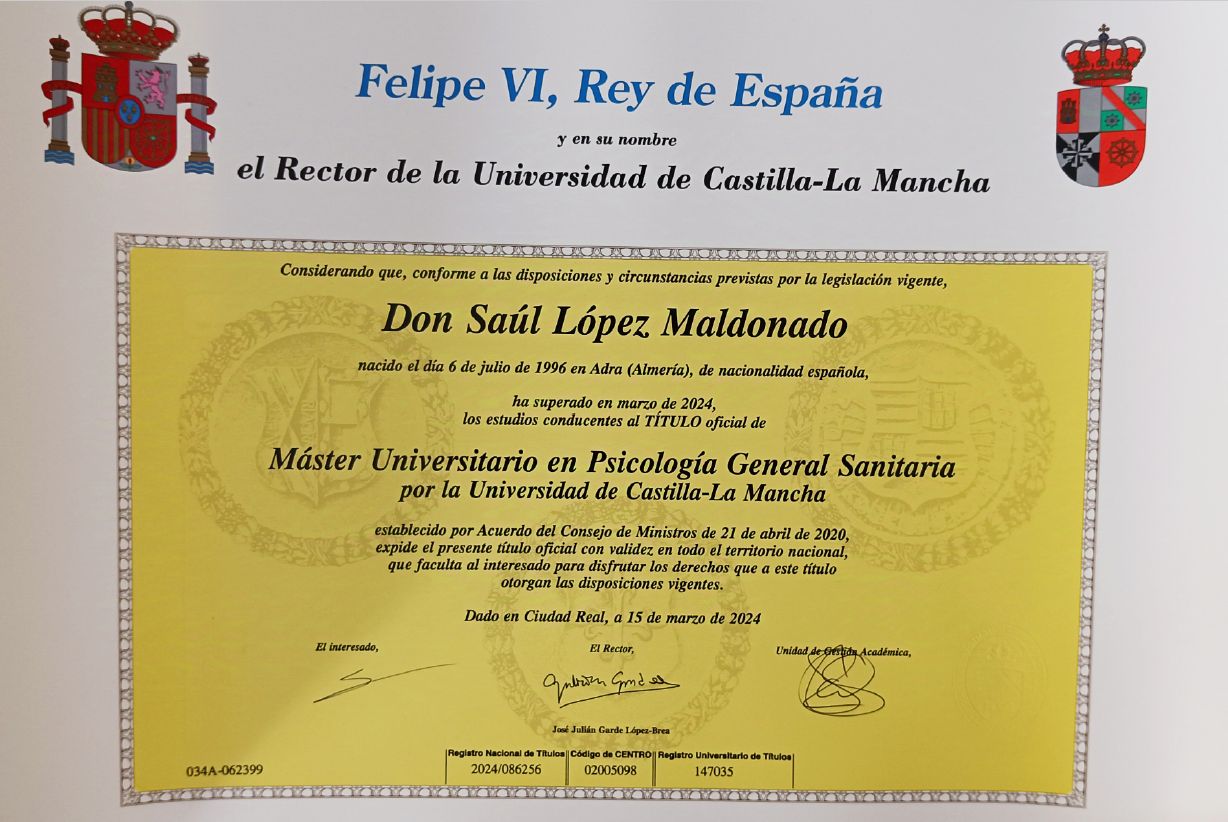 Felipe VI, Rey de España
y en su nombre
el Rector de la Universidad de Castilla-La Mancha
Considerando que, conforme a las disposiciones y circunstancias previstas por la legislación vigente,
Don Saúl López Maldonado
nacido el día 6 de julio de 1996 en Adra (Almería), de nacionalidad española,
ha superado en marzo de 2024,
los estudios conducentes al TÍTULO oficial de
Máster Universitario en Psicología General Sanitaria
por la Universidad de Castilla-La Mancha
establecido por Acuerdo del Consejo de Ministros de 21 de abril de 2020,
expide el presente título oficial con validez en todo el territorio nacional,
que faculta al interesado para disfrutar los derechos que a este título
otorgan las disposiciones vigentes.
Dado en Ciudad Real, a 15 de marzo de 2024
El interesado, El Rector, Unidad de Gestión Académica,
José Julián Garde López-Brea
Registro Nacional de Títulos Código de CENTRO Registro Universitario de Títulos
034A-062399 2024/086256 02005098 147035